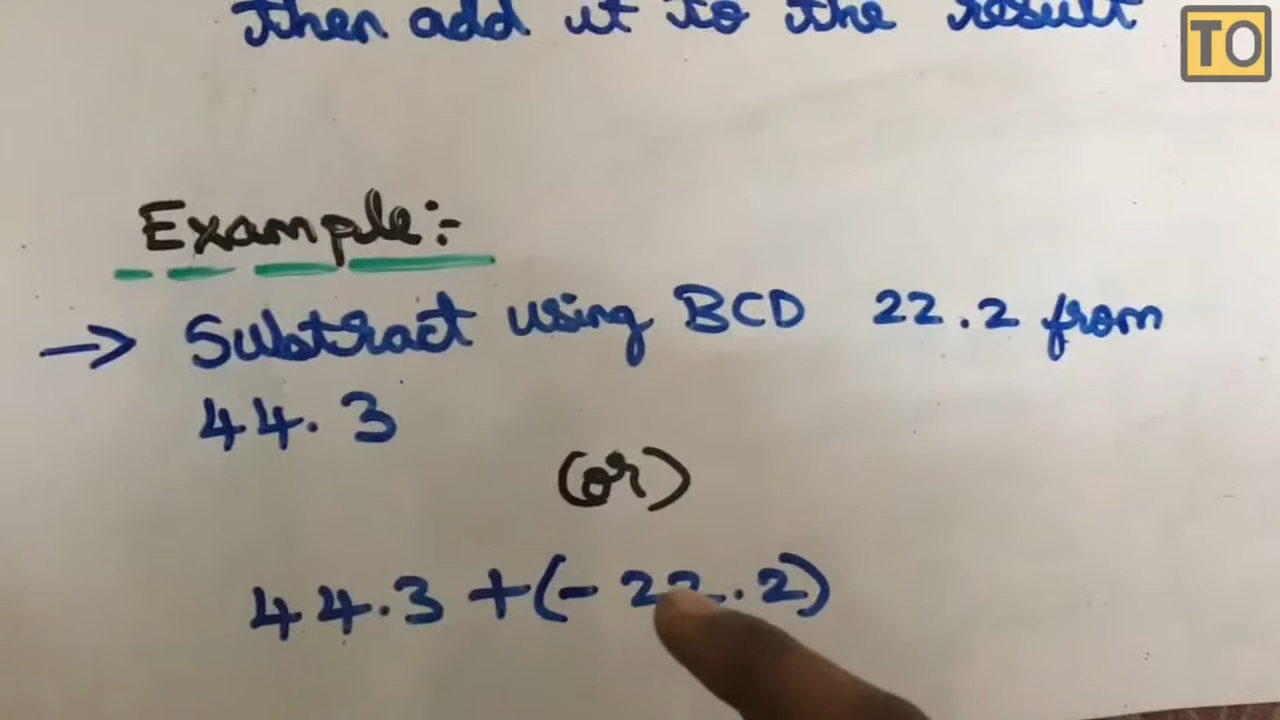 then add it to the result
TO
Example:-
→ Subtract using BCD 22.2 from
44.3
(or)
44.3 + (- 22.2)